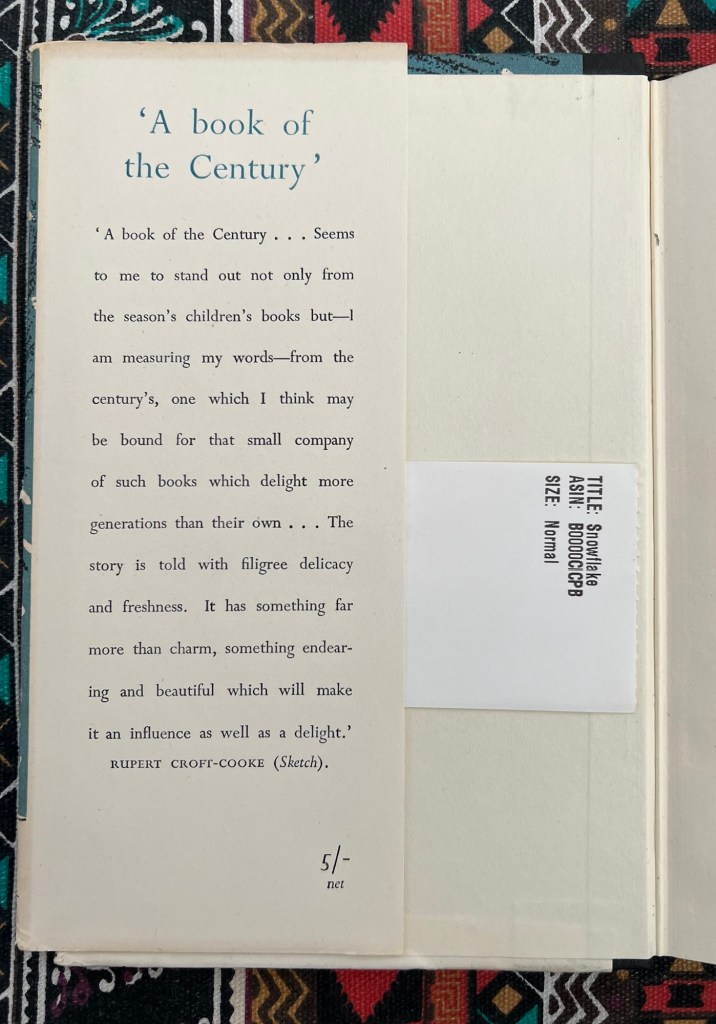 ‘A book of
the Century’
‘A book of the Century . . . Seems
to me to stand out not only from
the season’s children’s books but—I
am measuring my words—from the
century’s, one which I think may
be bound for that small company
of such books which delight more
generations than their own . . . The
story is told with filigree delicacy
and freshness. It has something far
more than charm, something endear-
ing and beautiful which will make
it an influence as well as a delight.’
RUPERT CROFT-COOKE (Sketch).
5/-
net
TITLE: Snowflake
ASIN: B0000CICPB
SIZE: Normal